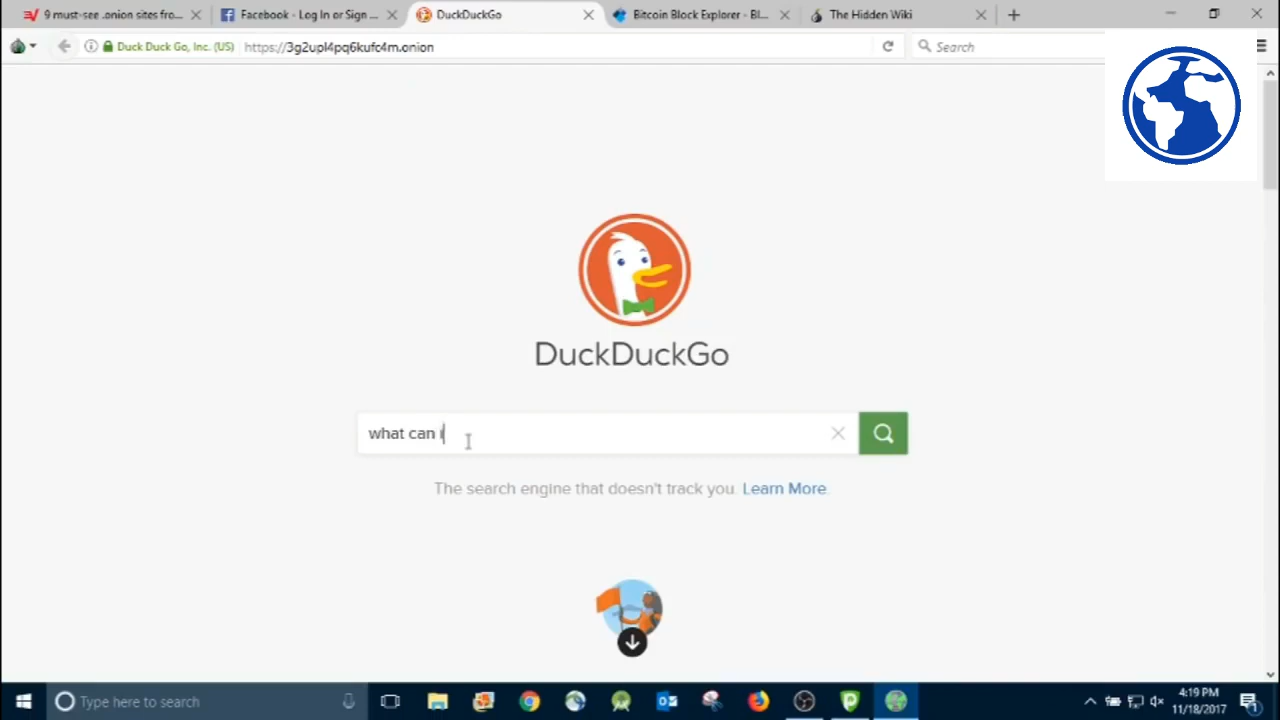 9 must-see .onion sites fro...
Facebook - Log In or Sign ...
DuckDuckGo
Bitcoin Block Explorer - Bl...
The Hidden Wiki
Duck Duck Go, Inc. (US)
https://3g2upl4pq6kufc4m.onion
Search
DuckDuckGo
what can i
The search engine that doesn't track you. Learn More.
Type here to search
4:19 PM
11/18/2017
1